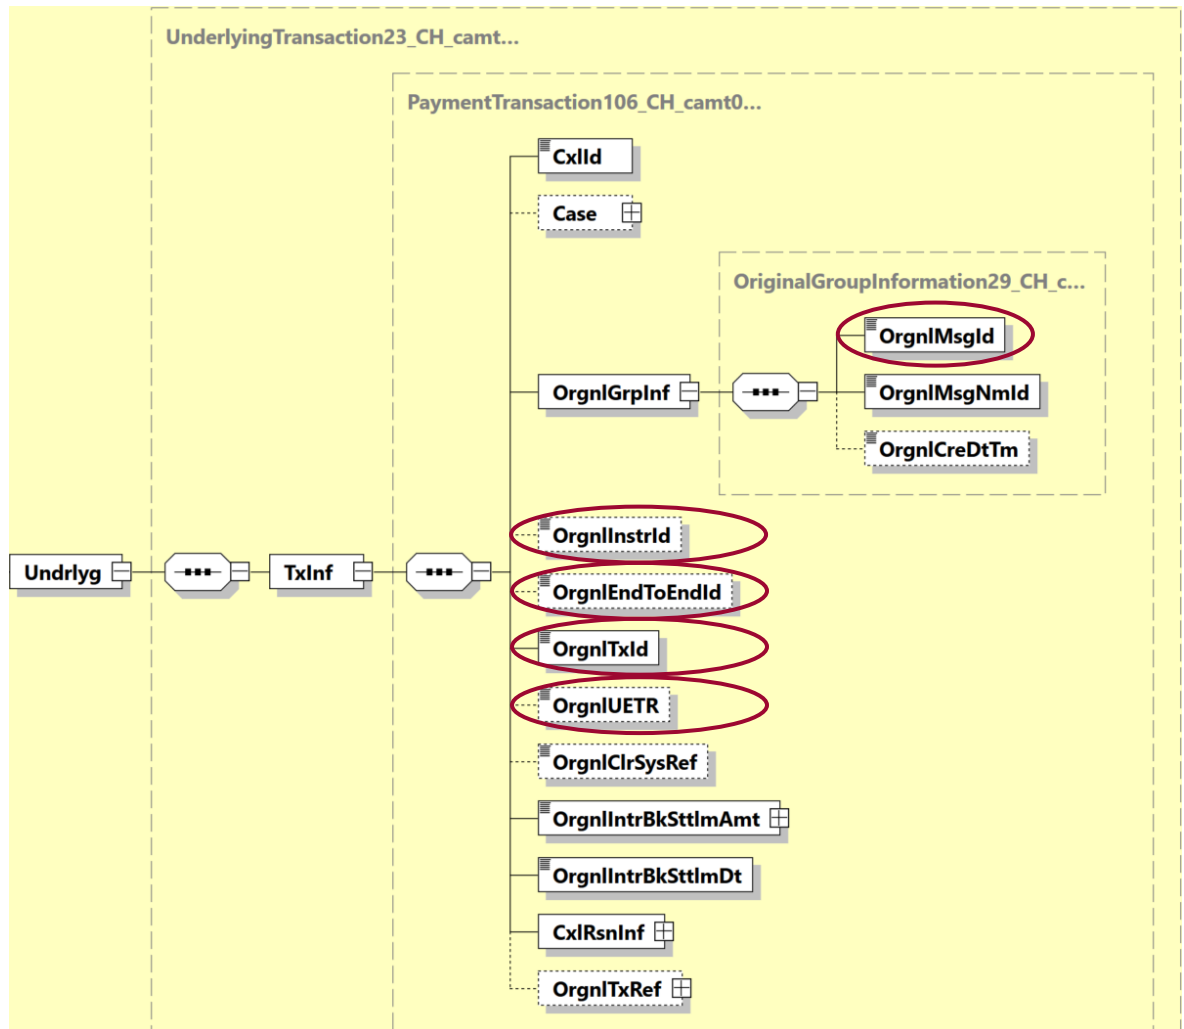 UnderlyingTransaction23_CH_camt...
PaymentTransaction106_CH_camt0...
CxlId
Case
OriginalGroupInformation29_CH_c...
OrgnlMsgId
OrgnlGrpInf
OrgnlMsgNmId
OrgnlCreDtTm
OrgnlInstrId
Undrlyg
TxInf
OrgnlEndToEndId
OrgnlTxId
OrgnlUETR
OrgnlClrSysRef
OrgnlIntrBkSttlmAmt
OrgnlIntrBkSttlmDt
CxlRsnInf
OrgnlTxRef